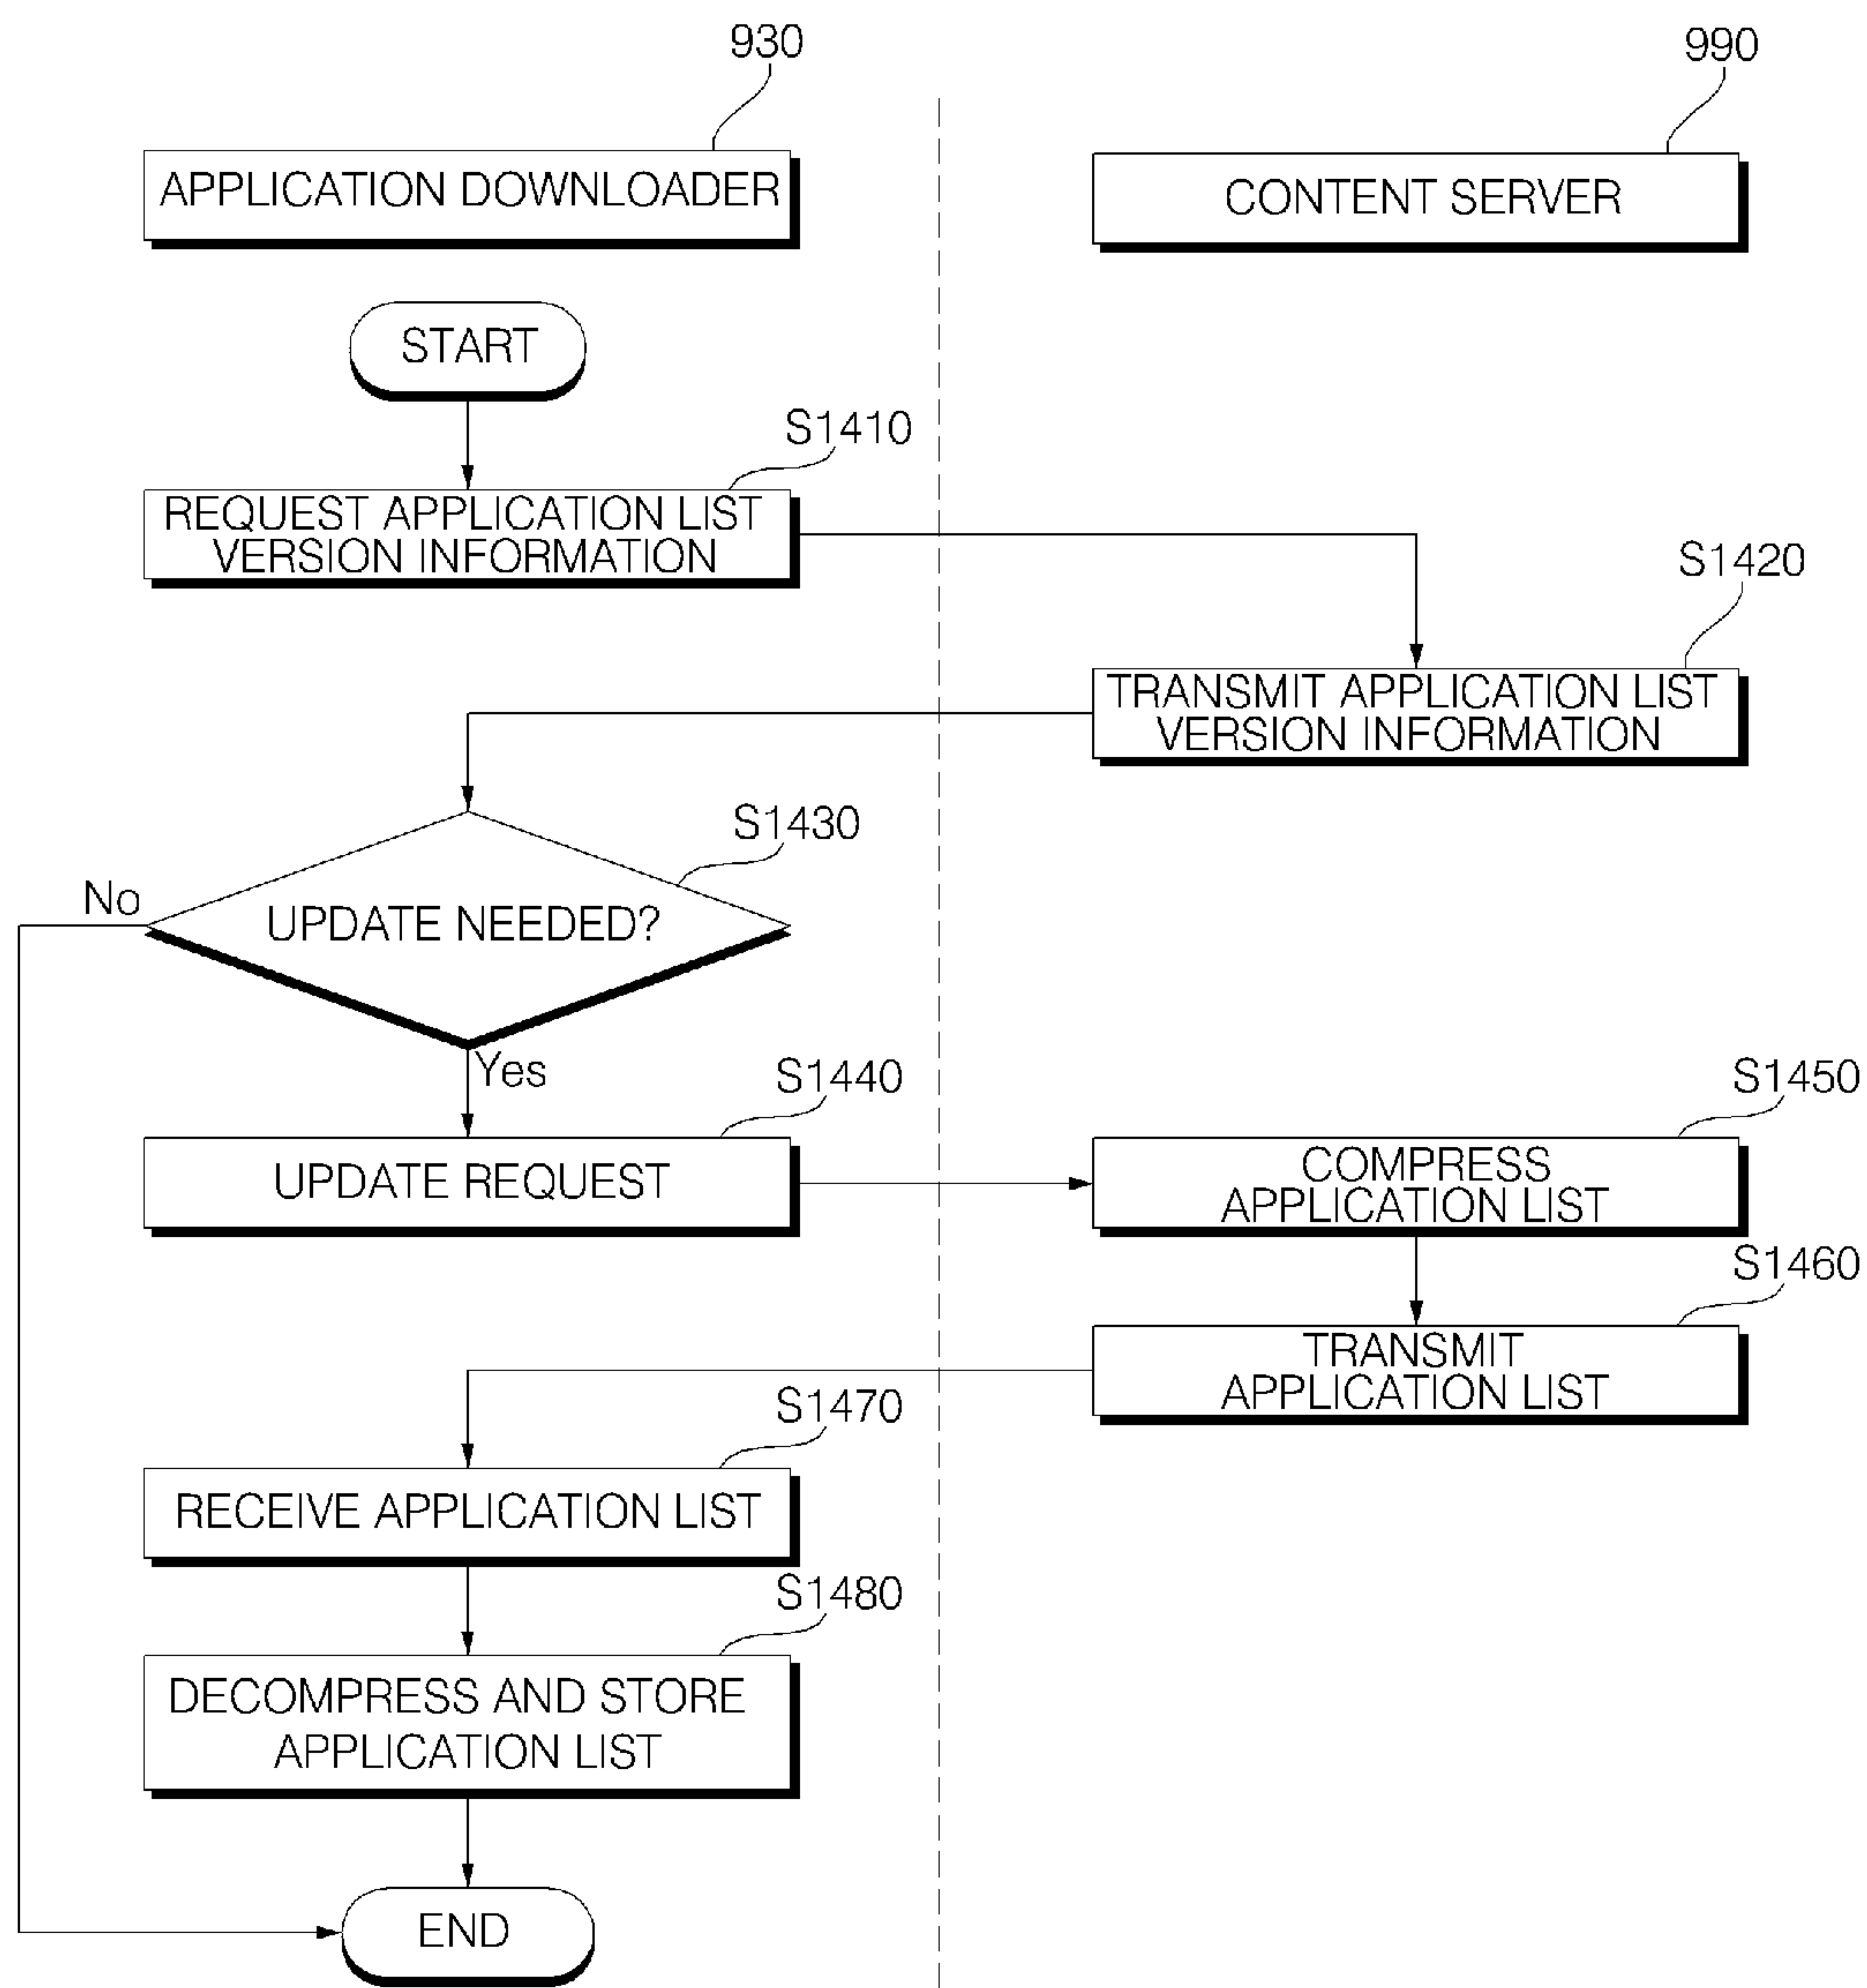 930
990
APPLICATION DOWNLOADER
CONTENT SERVER
START
S1410
REQUEST APPLICATION LIST
VERSION INFORMATION
S1420
TRANSMIT APPLICATION LIST
VERSION INFORMATION
S1430
No
UPDATE NEEDED?
Yes
S1440
S1450
UPDATE REQUEST
COMPRESS
APPLICATION LIST
S1460
TRANSMIT
APPLICATION LIST
S1470
RECEIVE APPLICATION LIST
S1480
DECOMPRESS AND STORE
APPLICATION LIST
END